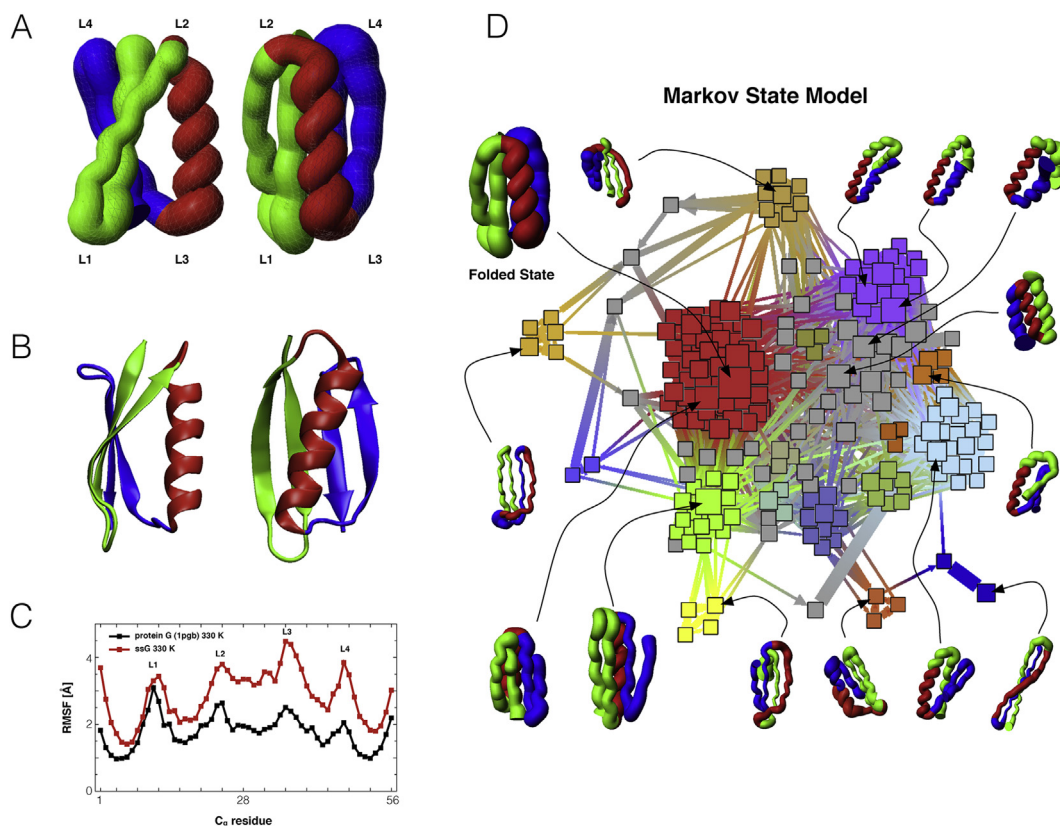 A
L4
L2
L2
L4
L1
L3
L1
L3
B
C
protein G (1pgb) 330 K
ssG 330 K
L1
L2
L3
L4
RMSF [Å]
4
2
0
1
28
56
Cα residue
D
Markov State Model
Folded State